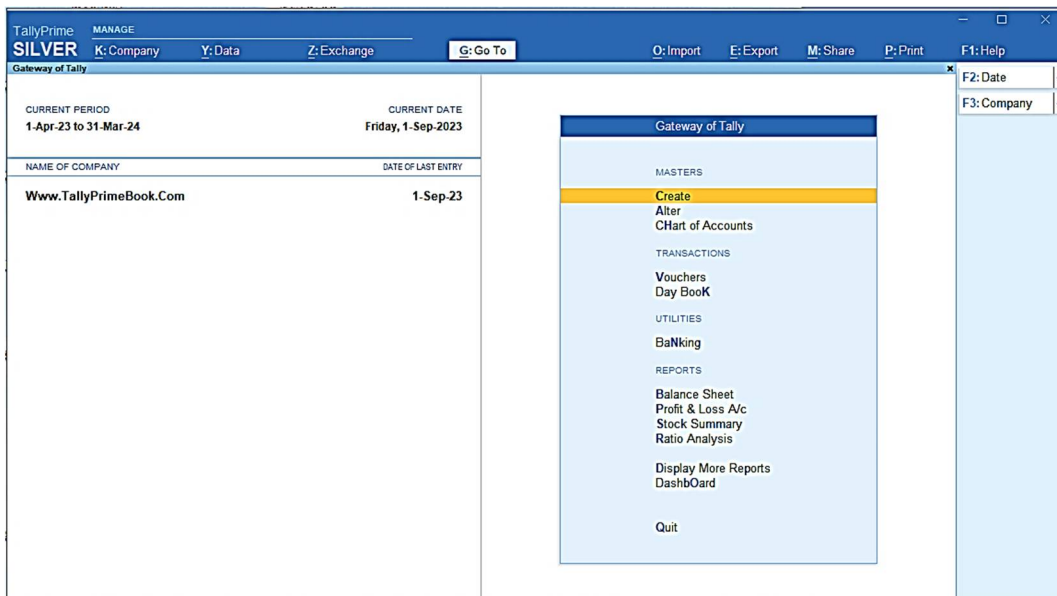 TallyPrime MANAGE
SILVER K: Company Y: Data Z: Exchange G: Go To O: Import E: Export M: Share P: Print F1: Help
Gateway of Tally
F2: Date
F3: Company
CURRENT PERIOD CURRENT DATE
1-Apr-23 to 31-Mar-24 Friday, 1-Sep-2023
NAME OF COMPANY DATE OF LAST ENTRY
Www.TallyPrimeBook.Com 1-Sep-23
Gateway of Tally
MASTERS
Create
Alter
CHart of Accounts
TRANSACTIONS
Vouchers
Day BooK
UTILITIES
BaNking
REPORTS
Balance Sheet
Profit & Loss A/c
Stock Summary
Ratio Analysis
Display More Reports
DashbOard
Quit